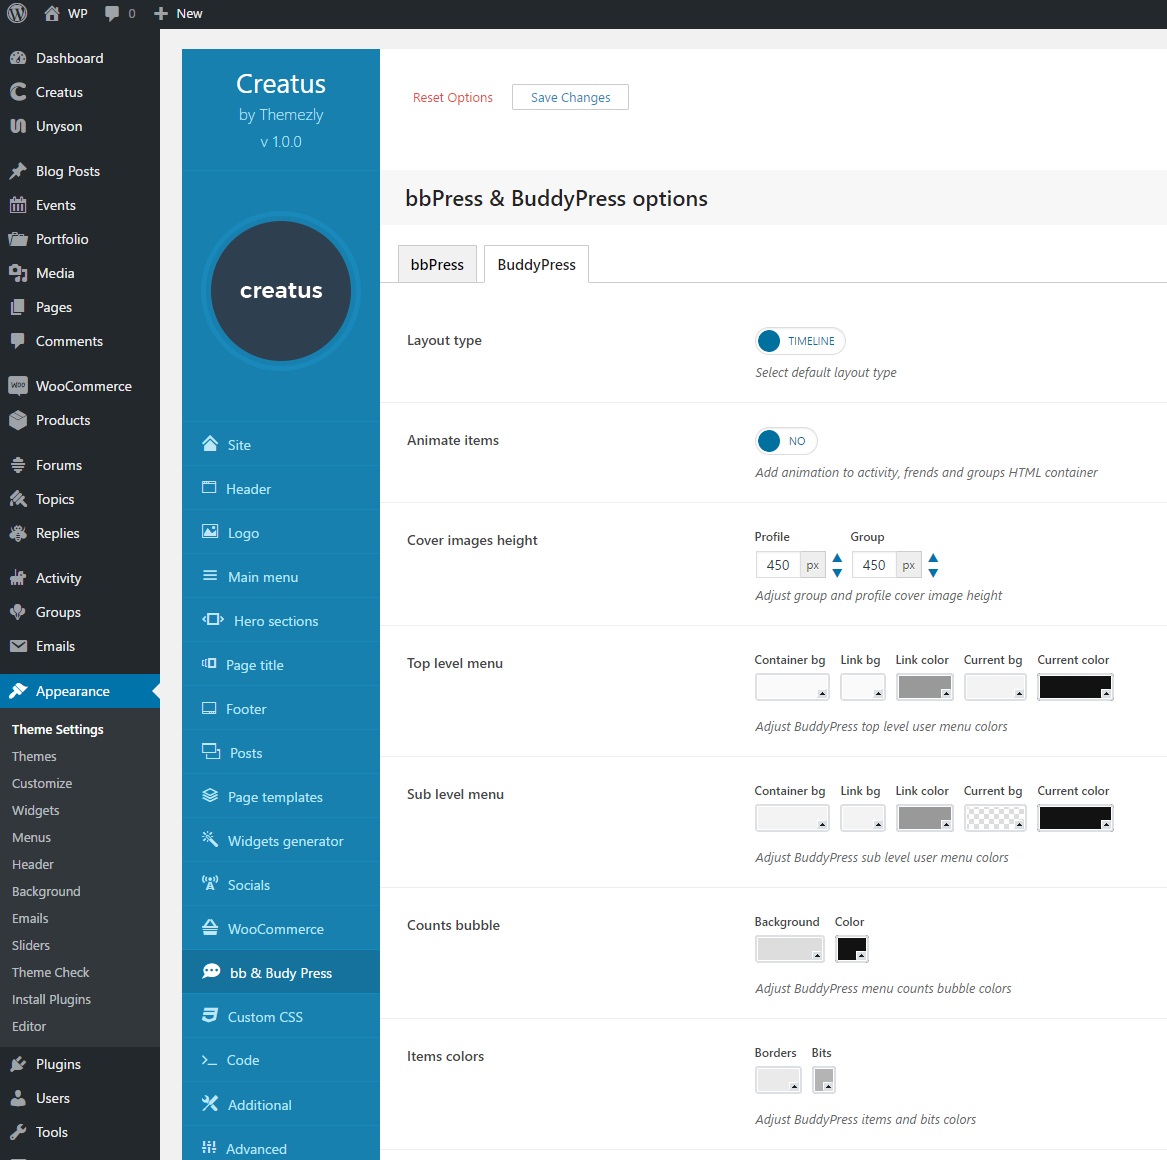 WP 0 New
Dashboard
Creatus
Unyson
Blog Posts
Events
Portfolio
Media
Pages
Comments
WooCommerce
Products
Forums
Topics
Replies
Activity
Groups
Emails
Appearance
Theme Settings
Themes
Customize
Widgets
Menus
Header
Background
Emails
Sliders
Theme Check
Install Plugins
Editor
Plugins
Users
Tools
Creatus
by Themezly
v 1.0.0
creatus
Site
Header
Logo
Main menu
Hero sections
Page title
Footer
Posts
Page templates
Widgets generator
Socials
WooCommerce
bb & Budy Press
Custom CSS
Code
Additional
Advanced
Reset Options Save Changes
bbPress & BuddyPress options
bbPress BuddyPress
Layout type
TIMELINE
Select default layout type
Animate items
NO
Add animation to activity, frends and groups HTML container
Cover images height
Profile Group
450 px 450 px
Adjust group and profile cover image height
Top level menu
Container bg Link bg Link color Current bg Current color
Adjust BuddyPress top level user menu colors
Sub level menu
Container bg Link bg Link color Current bg Current color
Adjust BuddyPress sub level user menu colors
Counts bubble
Background Color
Adjust BuddyPress menu counts bubble colors
Items colors
Borders Bits
Adjust BuddyPress items and bits colors